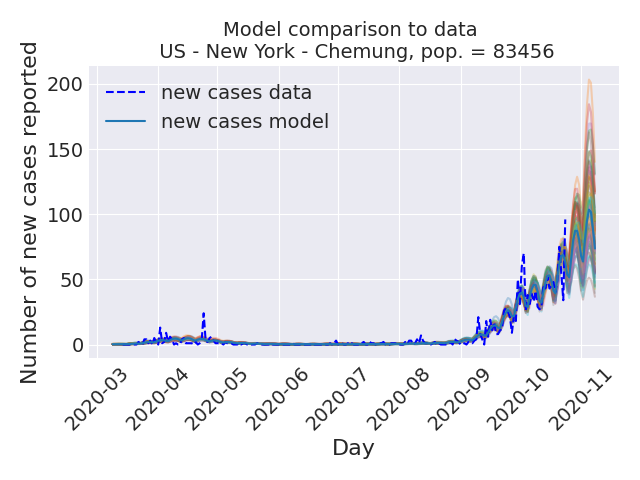 Model comparison to data
US - New York - Chemung, pop. = 83456
Number of new cases reported
200
150
100
50
0
new cases data
new cases model
2020-03
2020-04
2020-05
2020-06
2020-07
2020-08
2020-09
2020-10
2020-11
Day